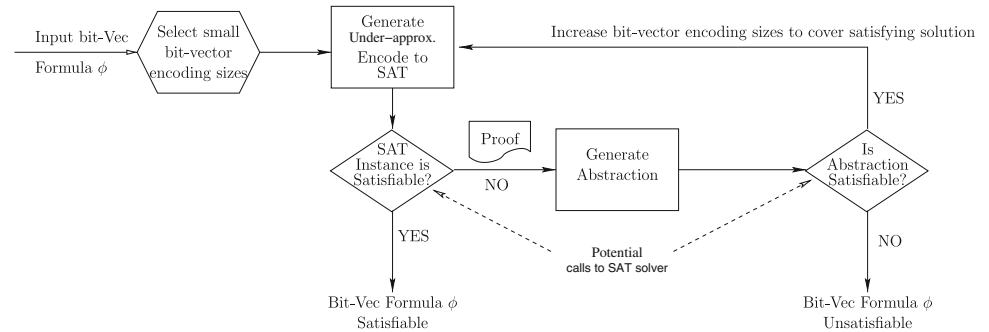 Input bit-Vec
Formula ϕ
Select small
bit-vector
encoding sizes
Generate
Under-approx.
Encode to
SAT
Increase bit-vector encoding sizes to cover satisfying solution
YES
SAT
Instance is
Satisfiable?
Proof
NO
Generate
Abstraction
Is
Abstraction
Satisfiable?
YES
Potential
calls to SAT solver
NO
Bit-Vec Formula ϕ
Satisfiable
Bit-Vec Formula ϕ
Unsatisfiable